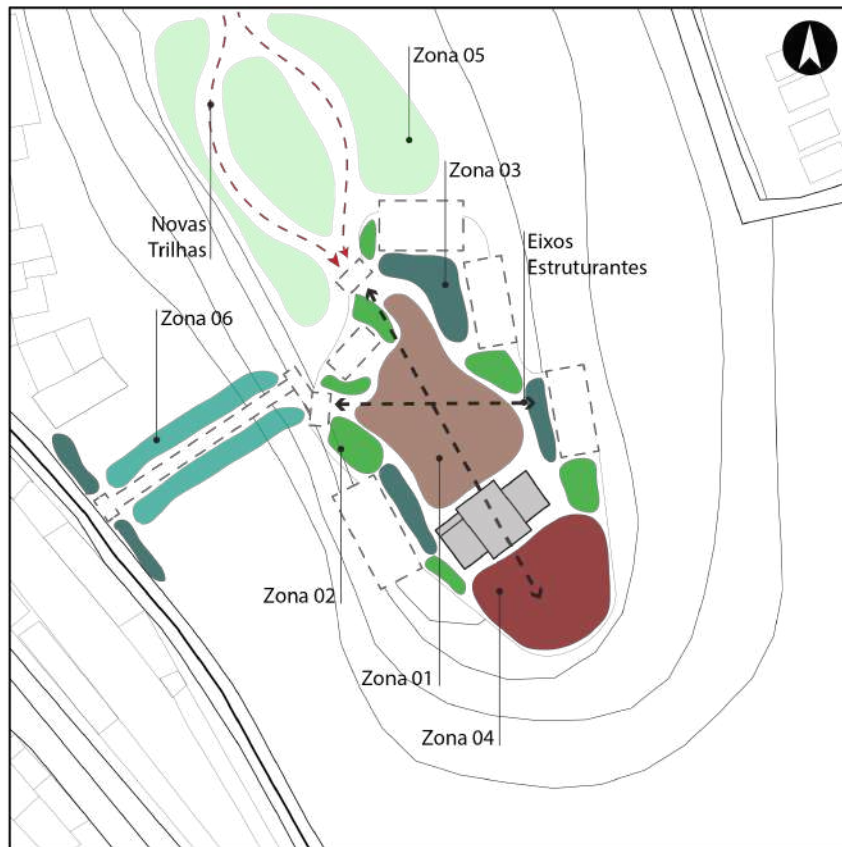 Zona 05
Zona 03
Novas
Trilhas
Eixos
Estruturantes
Zona 06
Zona 02
Zona 01
Zona 04